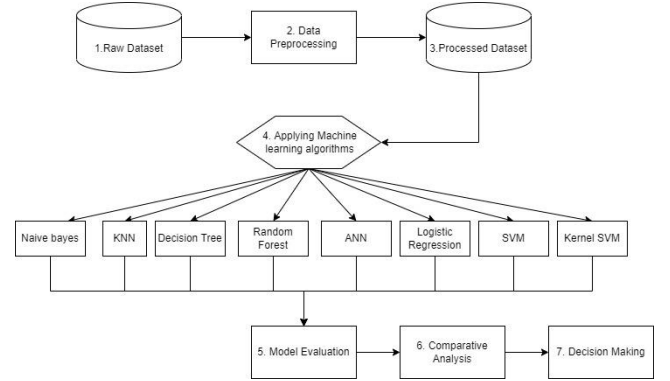 1.Raw Dataset
2. Data
Preprocessing
3.Processed Dataset
4. Applying Machine
learning algorithms
Naive bayes
KNN
Decision Tree
Random
Forest
ANN
Logistic
Regression
SVM
Kernel SVM
5. Model Evaluation
6. Comparative
Analysis
7. Decision Making